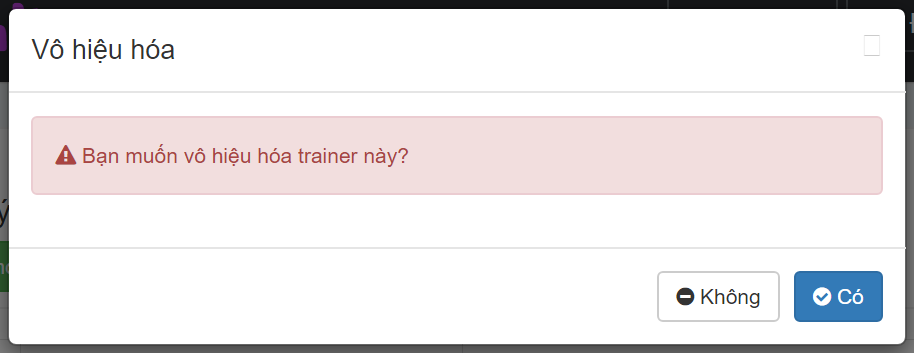 Vô hiệu hóa
Bạn muốn vô hiệu hóa trainer này?
Không
Có